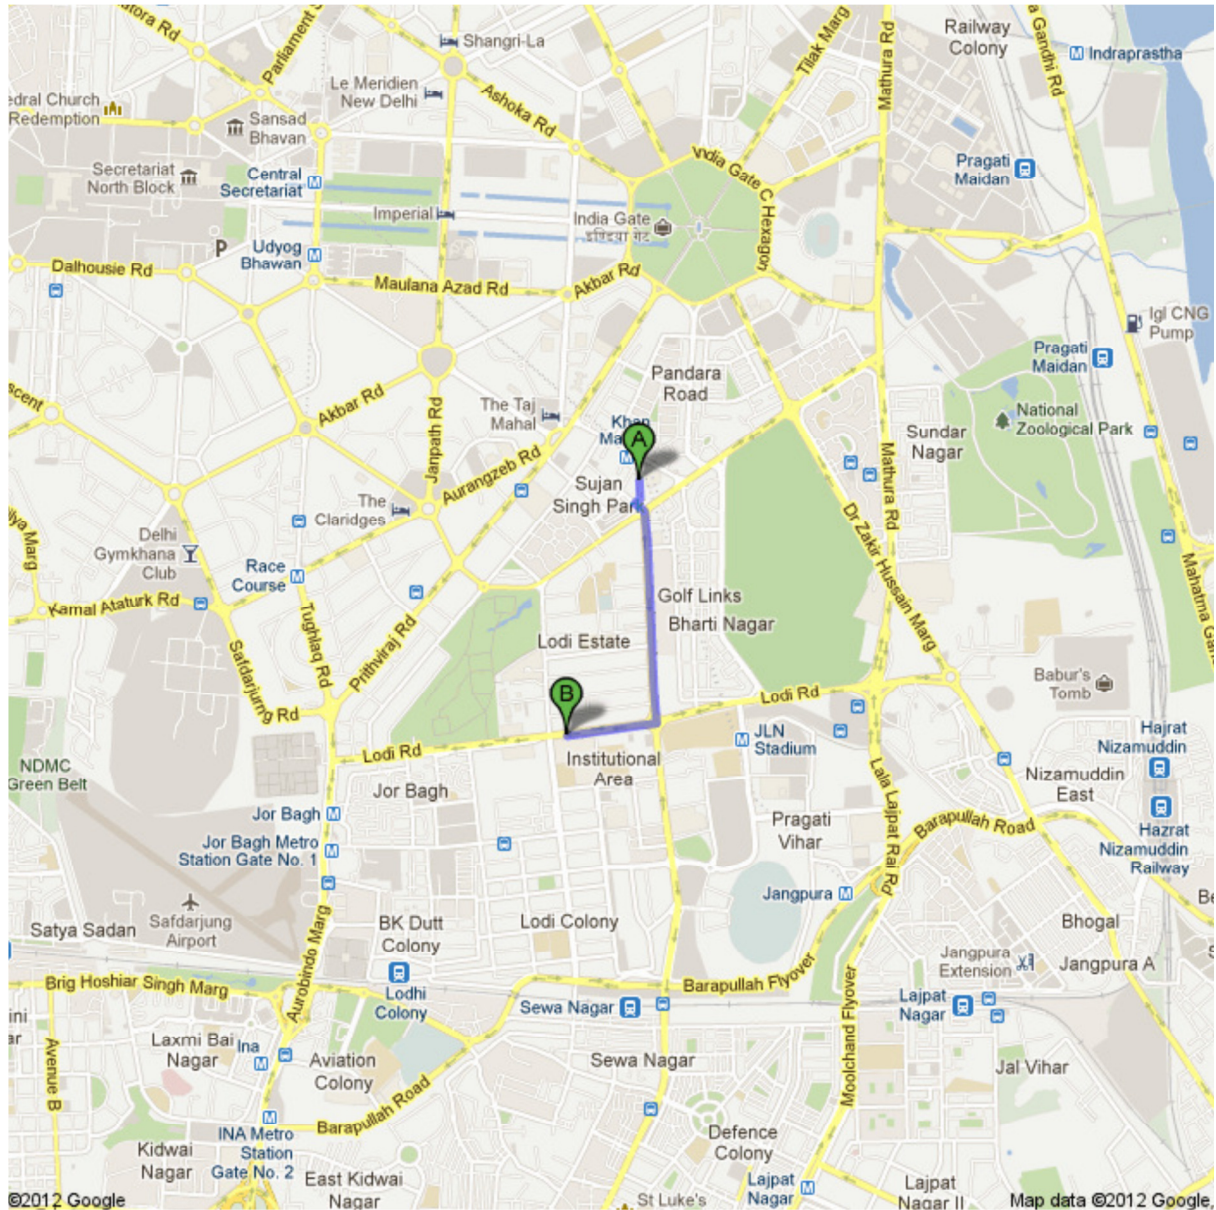 Railway
Colony
Indraprastha
a Gandhi Rd
Mathura Rd
Tilak Marg
Shangri-La
Parliament
Le Meridien
New Delhi
Ashoka Rd
edral Church
Redemption
Sansad
Bhavan
Secretariat
North Block
Central
Secretariat
India Gate C Hexagon
Pragati
Maidan
Imperial
India Gate
P
Udyog
Bhawan
Dalhousie Rd
Maulana Azad Rd
Akbar Rd
Igl CNG
Pump
Pragati
Maidan
Pandara
Road
scent
Akbar Rd
Janpath Rd
The Taj
Mahal
A
National
Zoological Park
Sundar
Nagar
Mathura Rd
Aurangzeb Rd
Sujan
Singh Park
The
Claridges
Delhi
Gymkhana
Club
Race
Course
Dr Zakir Hussain Marg
Mahatma Ga
Kamal Ataturk Rd
Tughlaq Rd
Prithviraj Rd
Golf Links
Bharti Nagar
Lodi Estate
Safdarjung Rd
B
Lodi Rd
Babur's
Tomb
JLN
Stadium
Hajrat
Nizamuddin
Lodi Rd
Institutional
Area
NDMC
Green Belt
Jor Bagh
Nizamuddin
East
Lala Lajpat Rai Rd
Jor Bagh
Pragati
Vihar
Barapullah Road
Hazrat
Nizamuddin
Railway
Jor Bagh Metro
Station Gate No. 1
Jangpura
Safdarjung
Airport
Satya Sadan
Aurobindo Marg
BK Dutt
Colony
Lodi Colony
Bhogal
Jangpura
Extension
Jangpura A
Brig Hoshiar Singh Marg
Lodhi
Colony
Barapullah Flyover
Sewa Nagar
Lajpat
Nagar
Moolchand Flyover
Laxmi Bai
Nagar
Ina
Aviation
Colony
Sewa Nagar
Jal Vihar
Avenue B
Barapullah Road
INA Metro
Station
Gate No. 2
Kidwai
Nagar
East Kidwai
Nagar
Defence
Colony
Lajpat
Nagar
Lajpat
Nagar II
St Luke's
©2012 Google
Map data ©2012 Google